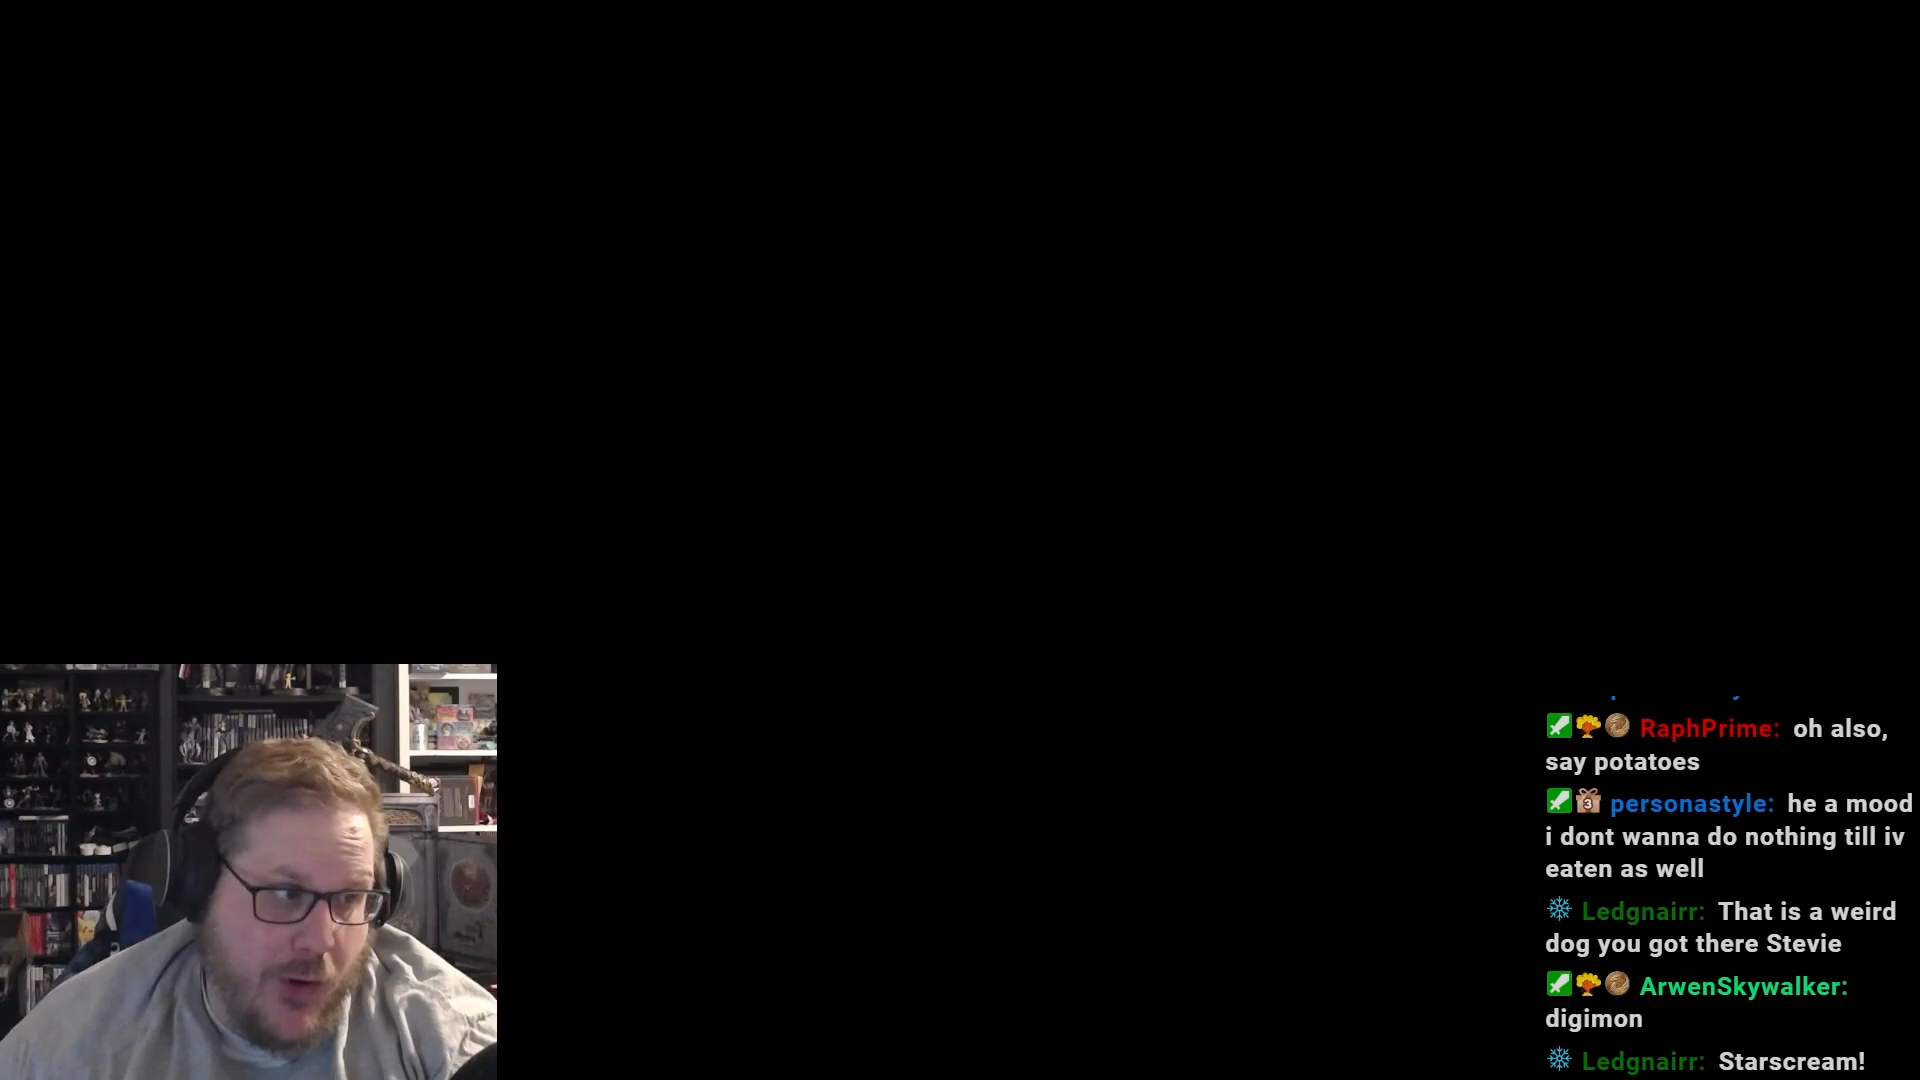 RaphPrime: oh also,
say potatoes
personastyle: he a mood
i dont wanna do nothing till iv
eaten as well
Ledgnairr: That is a weird
dog you got there Stevie
ArwenSkywalker:
digimon
Ledgnairr: Starscream!